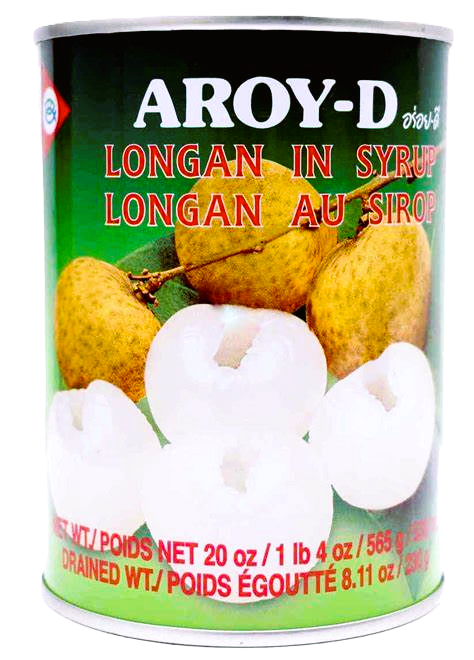 AROY-D อร่อย-ดี
LONGAN IN SYRUP
LONGAN AU SIROP
NET WT./ POIDS NET 20 oz / 1 lb 4 oz / 565 g /
DRAINED WT./ POIDS ÉGOUTTÉ 8.11 oz / 230 g